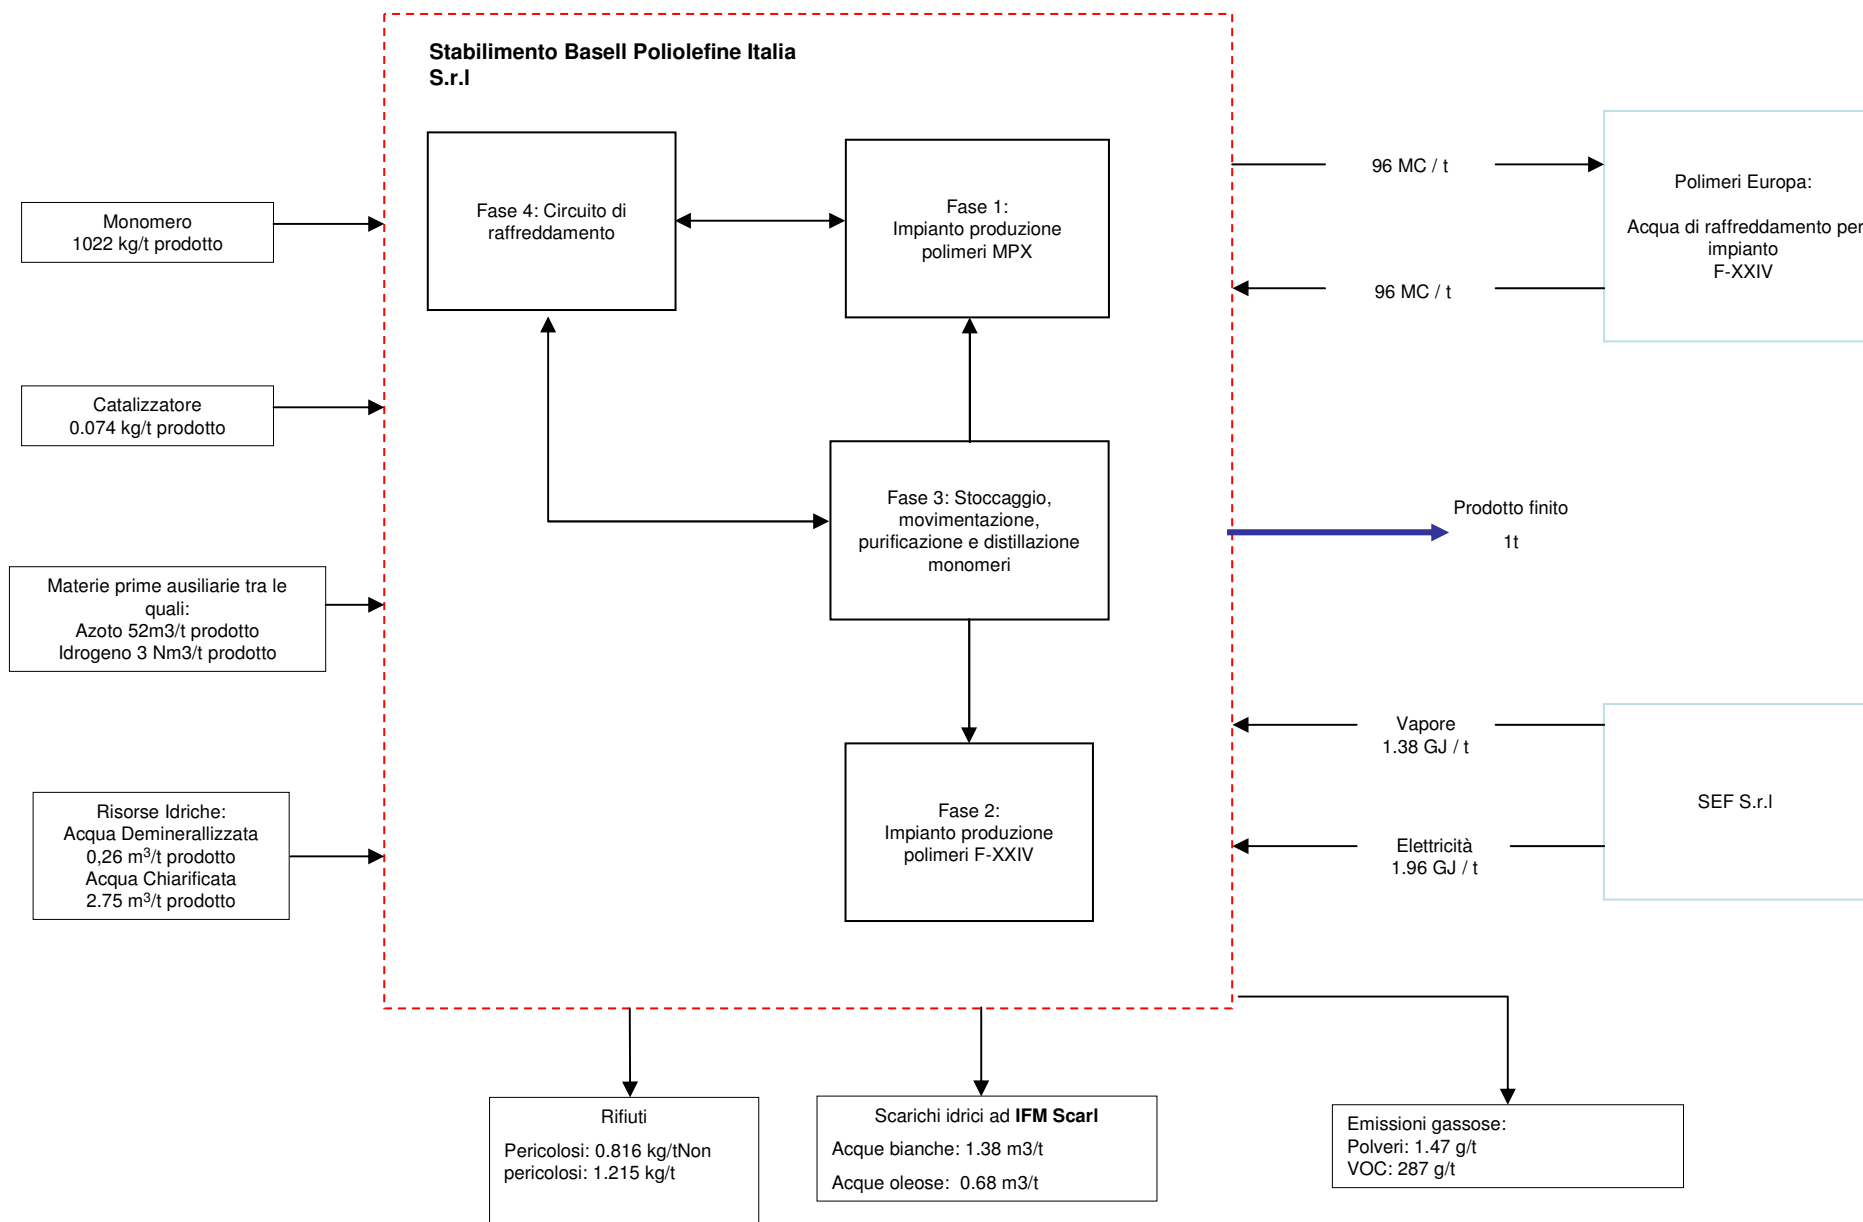 Stabilimento Basell Poliolefine Italia
S.r.l
Monomero
1022 kg/t prodotto
Catalizzatore
0.074 kg/t prodotto
Materie prime ausiliarie tra le
quali:
Azoto 52m3/t prodotto
Idrogeno 3 Nm3/t prodotto
Risorse Idriche:
Acqua Deminerallizzata
0,26 m³/t prodotto
Acqua Chiarificata
2.75 m³/t prodotto
Fase 4: Circuito di
raffreddamento
Fase 1:
Impianto produzione
polimeri MPX
Fase 3: Stoccaggio,
movimentazione,
purificazione e distillazione
monomeri
Fase 2:
Impianto produzione
polimeri F-XXIV
96 MC / t
96 MC / t
Polimeri Europa:
Acqua di raffreddamento per
impianto
F-XXIV
Prodotto finito
1t
Vapore
1.38 GJ / t
Elettricità
1.96 GJ / t
SEF S.r.l
Rifiuti
Pericolosi: 0.816 kg/tNon
pericolosi: 1.215 kg/t
Scarichi idrici ad IFM Scarl
Acque bianche: 1.38 m3/t
Acque oleose: 0.68 m3/t
Emissioni gassose:
Polveri: 1.47 g/t
VOC: 287 g/t